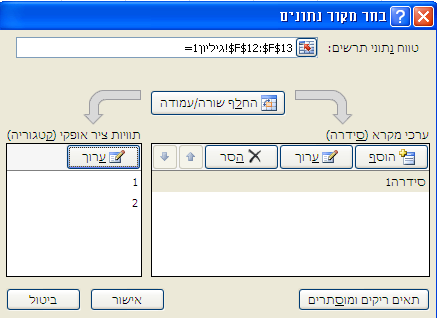 בחר מקור נתונים
טווח נתוני תרשים: =גיליון1!$F$12:$F$13
החלף שורה/עמודה
ערכי מקרא (סידרה)
תוויות ציר אופקי (קטגוריה)
הוסף ערוך הסר
ערוך
סידרה1
1
2
תאים ריקים ומוסתרים
אישור ביטול